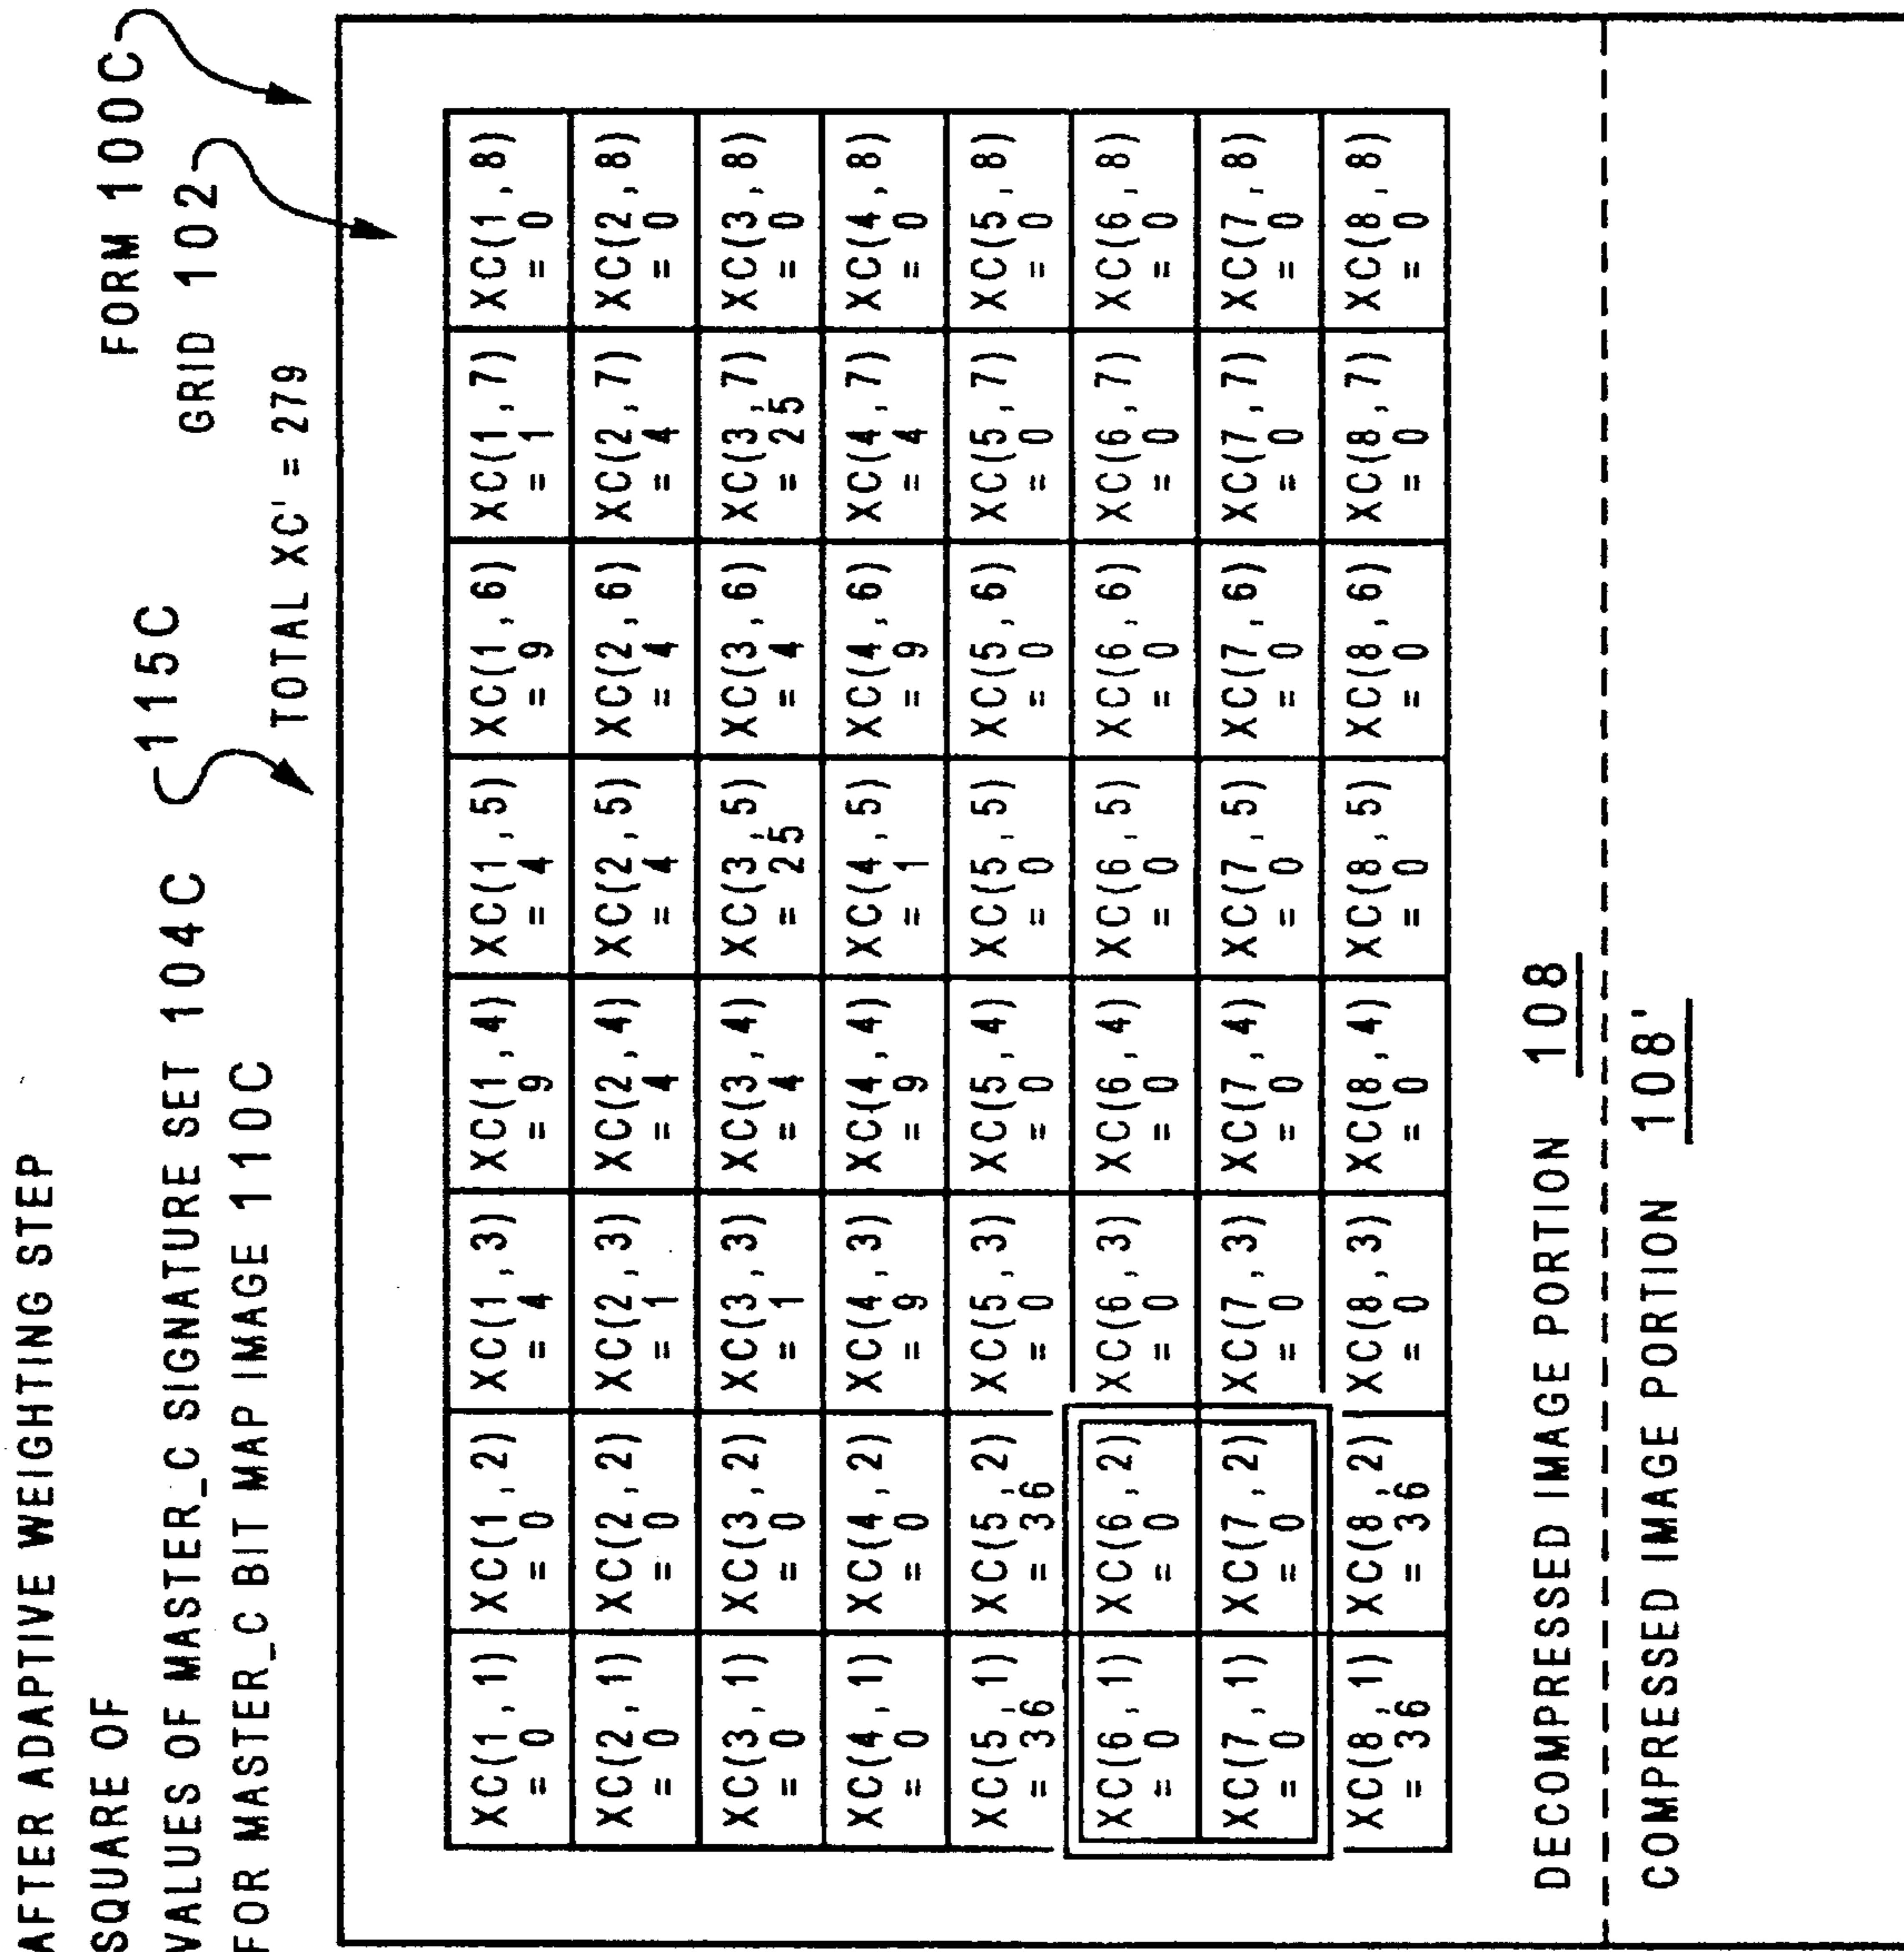 AFTER ADAPTIVE WEIGHTING STEP
SQUARE OF
VALUES OF MASTER_C SIGNATURE SET 104C
FOR MASTER_C BIT MAP IMAGE 110C
115C
FORM 100C
GRID 102
TOTAL XC' = 279
XC(1,1) XC(1,2) XC(1,3) XC(1,4) XC(1,5) XC(1,6) XC(1,7) XC(1,8)
= 0 = 0 = 4 = 9 = 4 = 9 = 1 = 0
XC(2,1) XC(2,2) XC(2,3) XC(2,4) XC(2,5) XC(2,6) XC(2,7) XC(2,8)
= 0 = 0 = 1 = 4 = 4 = 4 = 4 = 0
XC(3,1) XC(3,2) XC(3,3) XC(3,4) XC(3,5) XC(3,6) XC(3,7) XC(3,8)
= 0 = 0 = 1 = 4 = 25 = 4 = 25 = 0
XC(4,1) XC(4,2) XC(4,3) XC(4,4) XC(4,5) XC(4,6) XC(4,7) XC(4,8)
= 0 = 0 = 9 = 9 = 1 = 9 = 4 = 0
XC(5,1) XC(5,2) XC(5,3) XC(5,4) XC(5,5) XC(5,6) XC(5,7) XC(5,8)
= 36 = 36 = 0 = 0 = 0 = 0 = 0 = 0
XC(6,1) XC(6,2) XC(6,3) XC(6,4) XC(6,5) XC(6,6) XC(6,7) XC(6,8)
= 0 = 0 = 0 = 0 = 0 = 0 = 0 = 0
XC(7,1) XC(7,2) XC(7,3) XC(7,4) XC(7,5) XC(7,6) XC(7,7) XC(7,8)
= 0 = 0 = 0 = 0 = 0 = 0 = 0 = 0
XC(8,1) XC(8,2) XC(8,3) XC(8,4) XC(8,5) XC(8,6) XC(8,7) XC(8,8)
= 36 = 36 = 0 = 0 = 0 = 0 = 0 = 0
DECOMPRESSED IMAGE PORTION 108
COMPRESSED IMAGE PORTION 108'